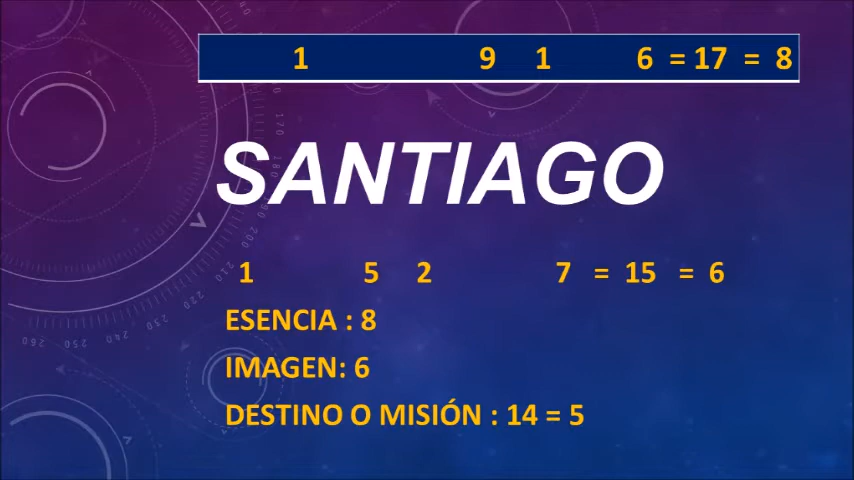 1 9 1 6 = 17 = 8
SANTIAGO
1 5 2 7 = 15 = 6
ESENCIA : 8
IMAGEN: 6
DESTINO O MISIÓN : 14 = 5